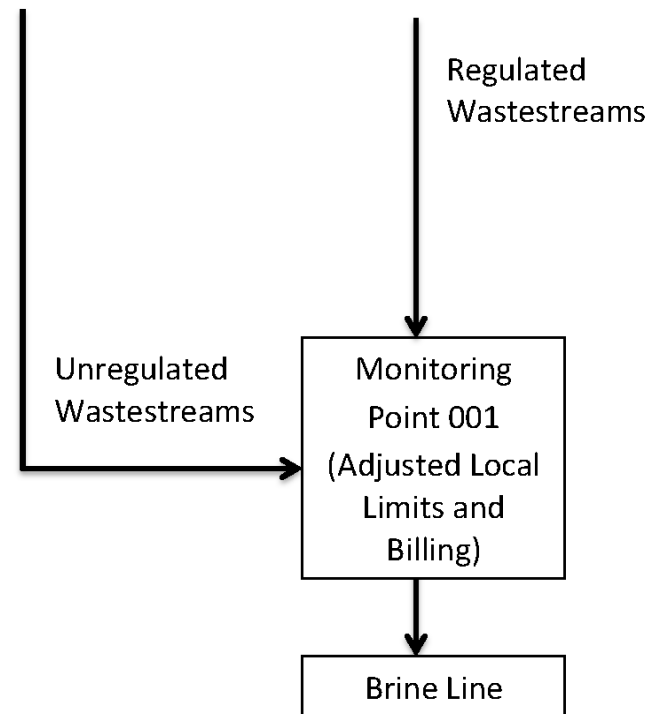 Regulated
Wastestreams
Unregulated
Wastestreams
Monitoring
Point 001
(Adjusted Local
Limits and
Billing)
Brine Line